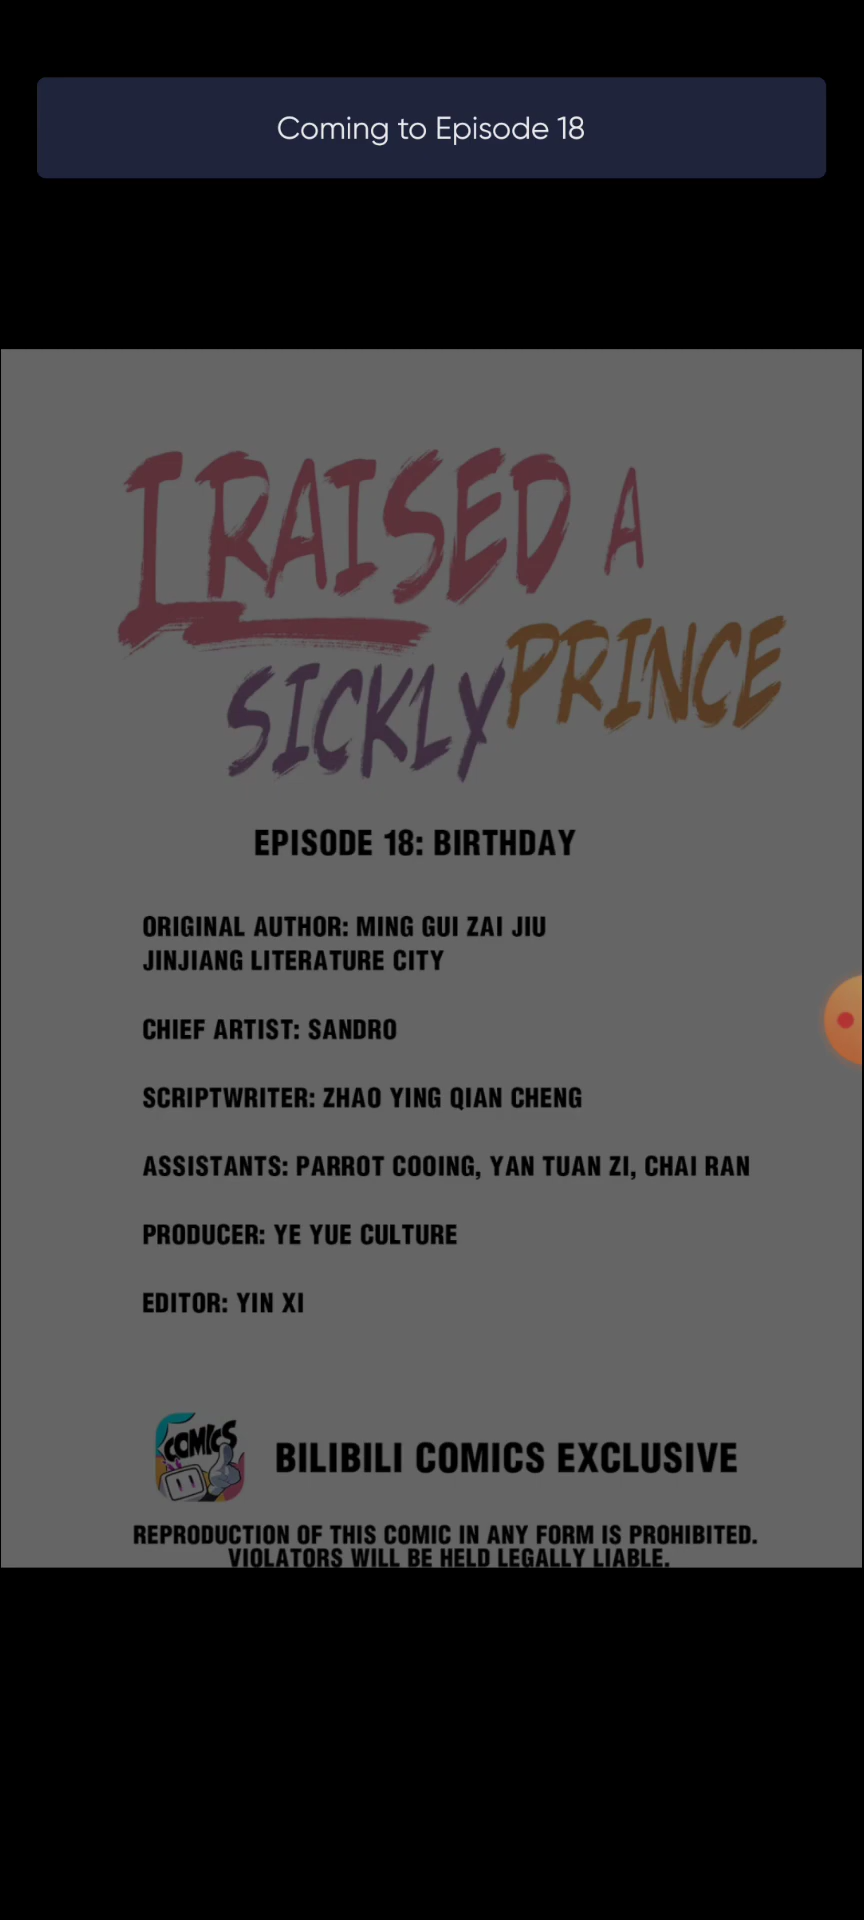 Coming to Episode 18
I RAISED A
SICKLY PRINCE
EPISODE 18: BIRTHDAY
ORIGINAL AUTHOR: MING GUI ZAI JIU
JINJIANG LITERATURE CITY
CHIEF ARTIST: SANDRO
SCRIPTWRITER: ZHAO YING QIAN CHENG
ASSISTANTS: PARROT COOING, YAN TUAN ZI, CHAI RAN
PRODUCER: YE YUE CULTURE
EDITOR: YIN XI
COMICS
BILIBILI COMICS EXCLUSIVE
REPRODUCTION OF THIS COMIC IN ANY FORM IS PROHIBITED.
VIOLATORS WILL BE HELD LEGALLY LIABLE.